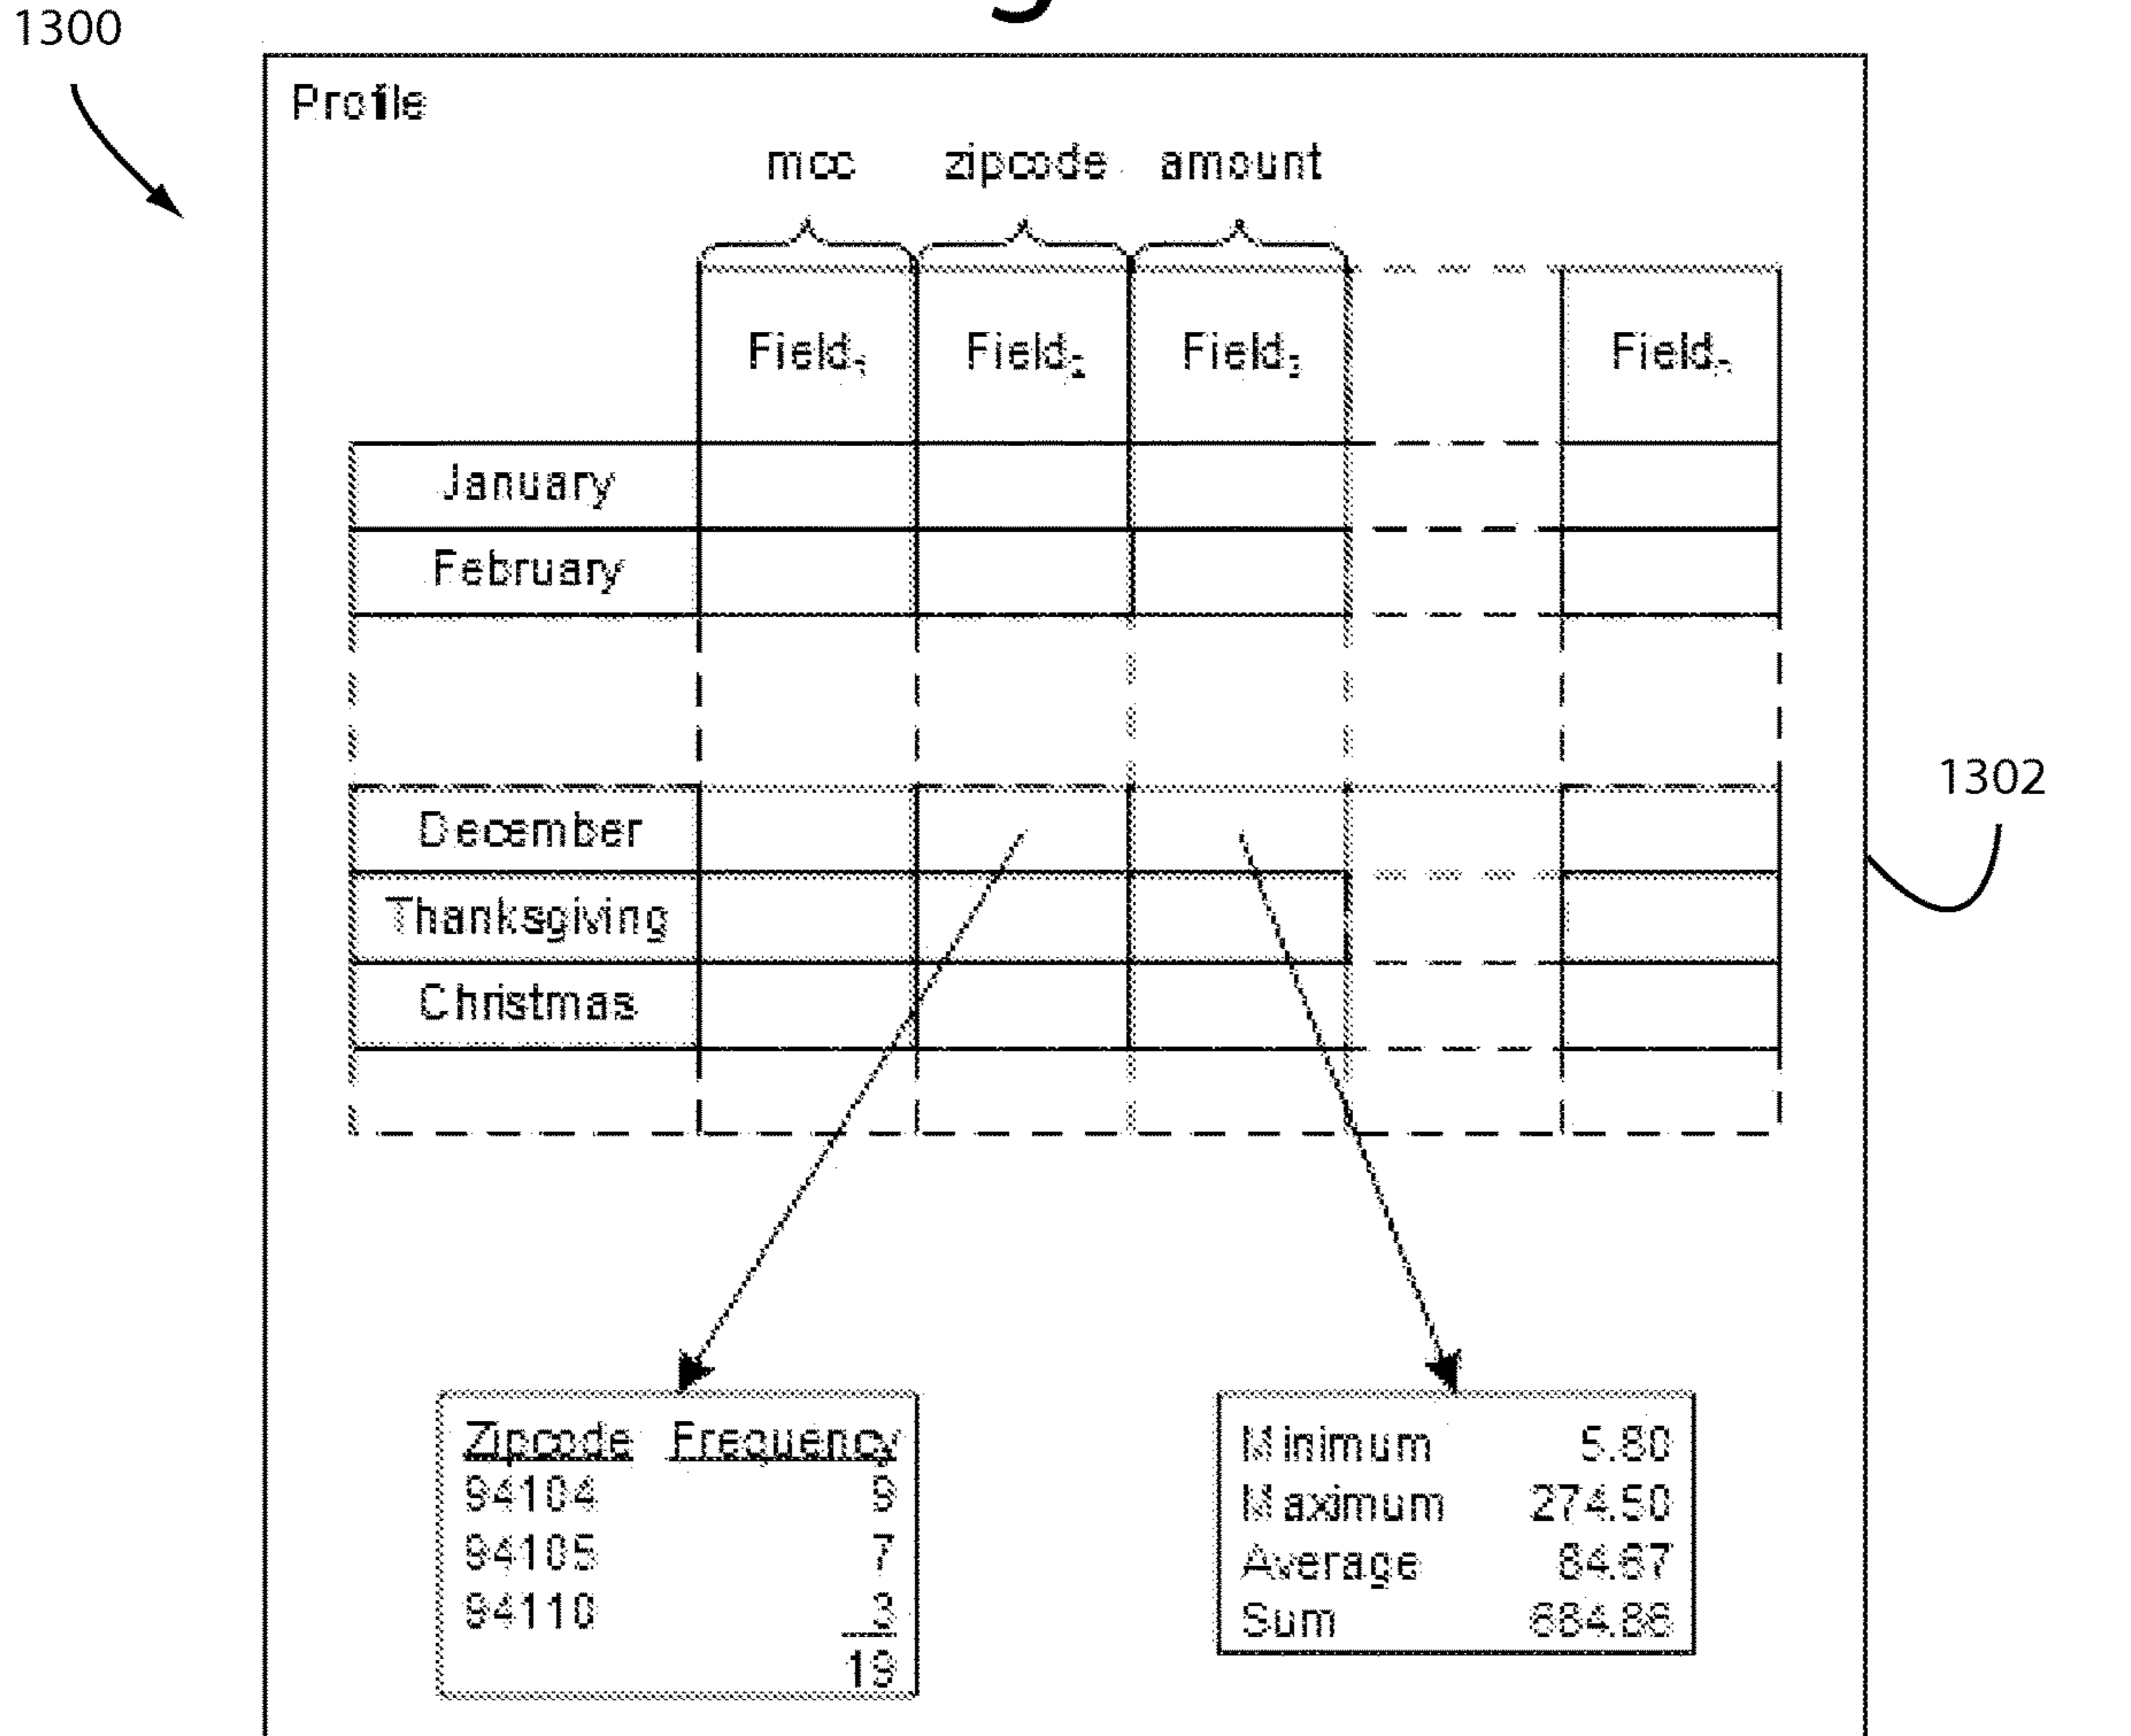 1300
Profile
mcc zipcode amount
Field1 Field2 Field3 Fieldn
January
February
December
1302
Thanksgiving
Christmas
Zipcode Frequency
94104 9
94105 7
94110 3
19
Minimum 5.80
Maximum 274.50
Average 84.67
Sum 684.86